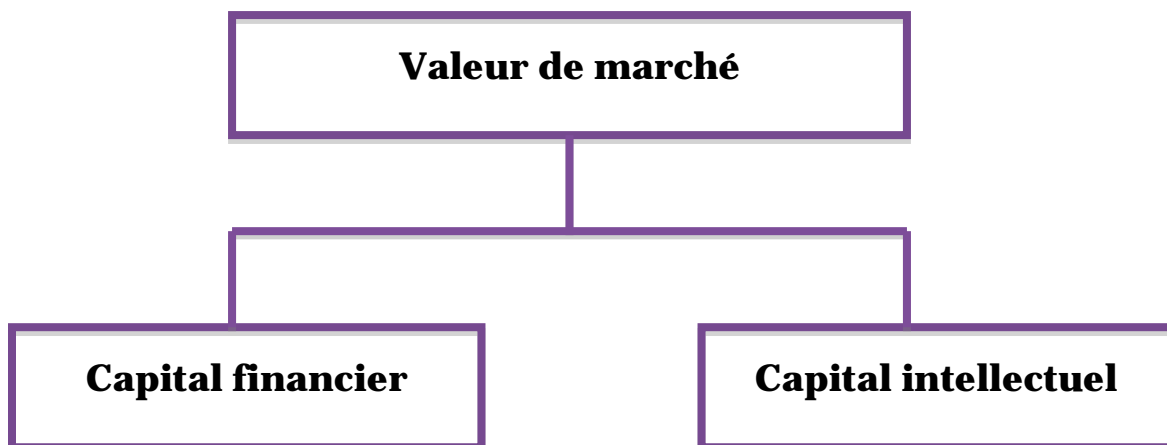 Valeur de marché
Capital financier
Capital intellectuel